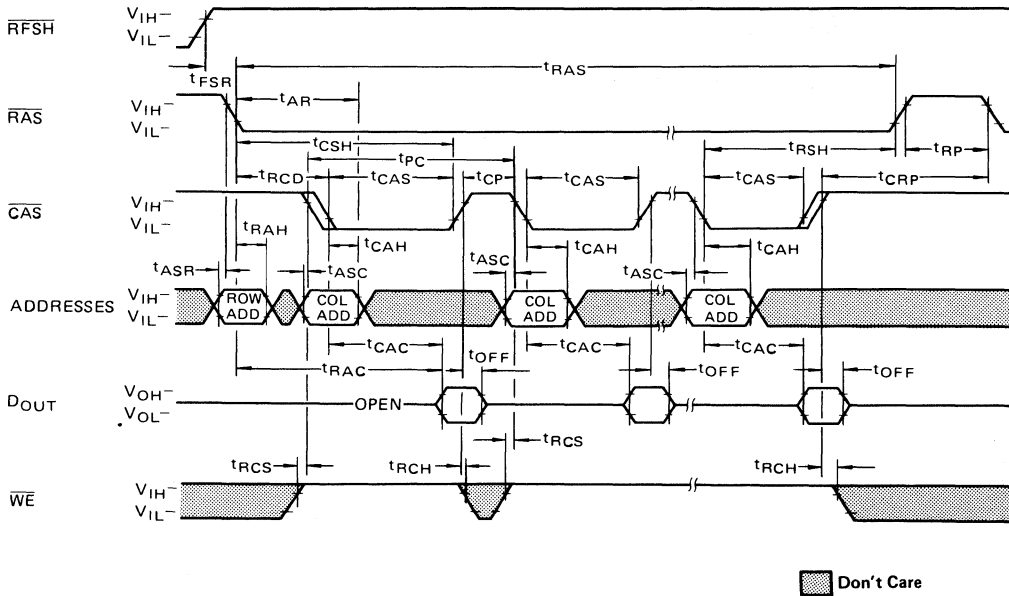 RFSH VIH– VIL–
tFSR tRAS
tAR
RAS VIH– VIL–
tCSH tRSH tRP
tPC
tRCD tCAS tCP tCAS tCAS tCRP
CAS VIH– VIL–
tRAH tCAH tCAH tCAH
tASR tASC tASC tASC
ADDRESSES VIH– VIL– ROW ADD COL ADD COL ADD COL ADD
tCAC tCAC tCAC
tRAC tOFF tOFF tOFF
DOUT VOH– VOL– OPEN
tRCS
tRCS tRCH tRCH
WE VIH– VIL–
Don't Care